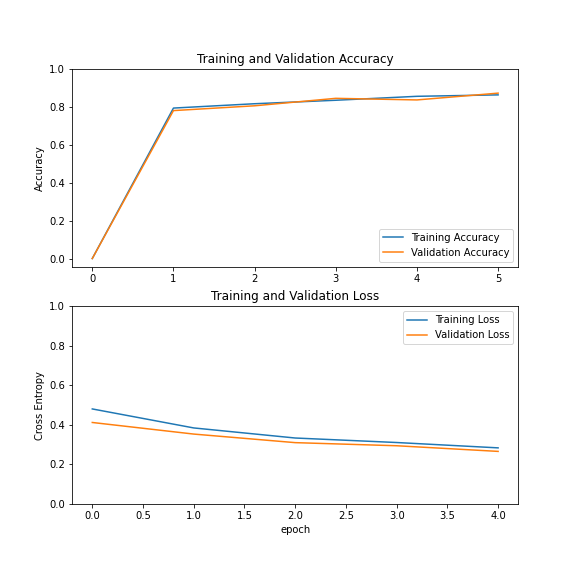 Training and Validation Accuracy
1.0
0.8
0.6
0.4
0.2
0.0
Accuracy
Training Accuracy
Validation Accuracy
0 1 2 3 4 5
Training and Validation Loss
1.0
0.8
0.6
0.4
0.2
0.0
Cross Entropy
Training Loss
Validation Loss
0.0 0.5 1.0 1.5 2.0 2.5 3.0 3.5 4.0
epoch